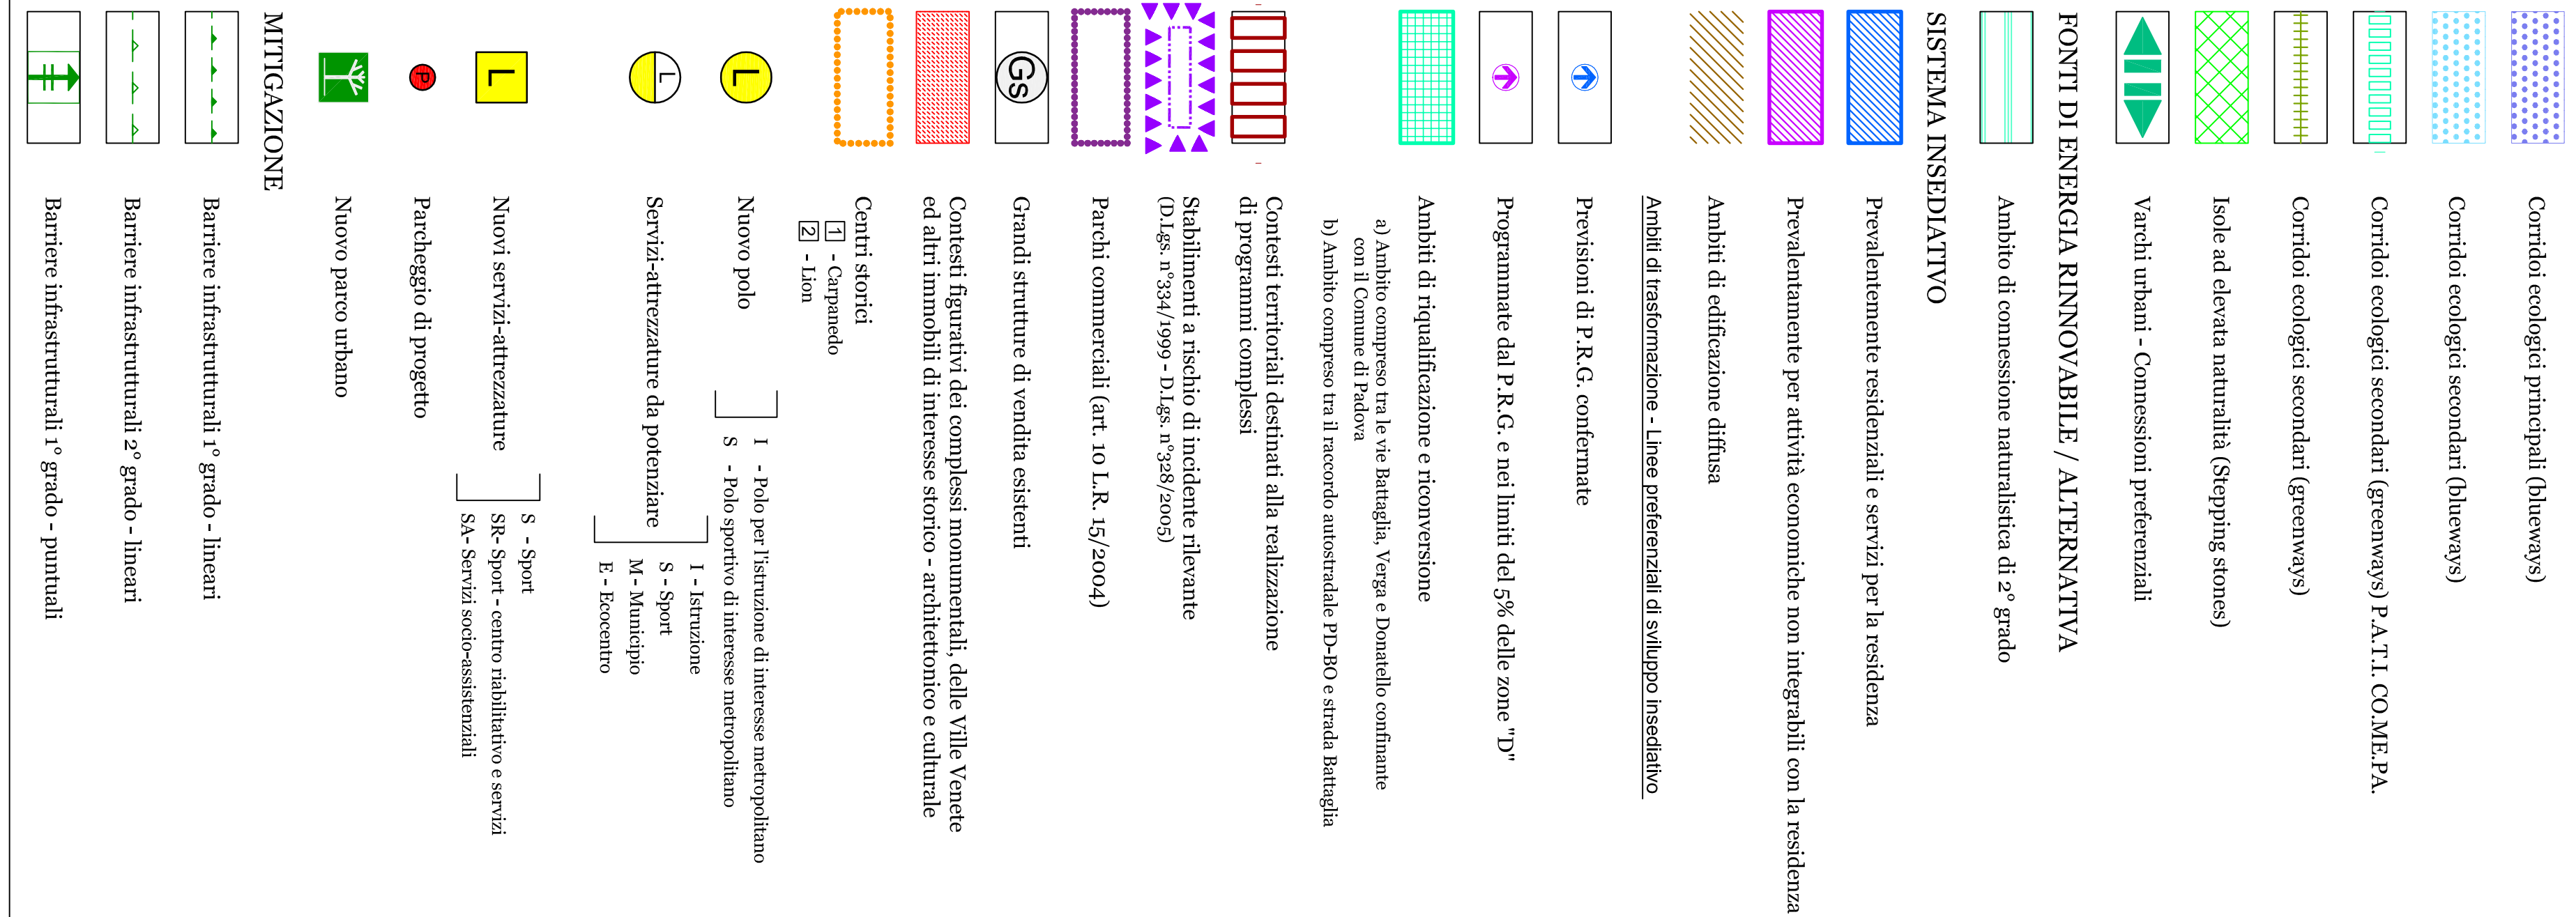 Corridoi ecologici principali (blueways)
Corridoi ecologici secondari (blueways)
Corridoi ecologici secondari (greenways) P.A.T.I. CO.ME.PA.
Corridoi ecologici secondari (greenways)
Isole ad elevata naturalità (Stepping stones)
Varchi urbani - Connessioni preferenziali
FONTI DI ENERGIA RINNOVABILE / ALTERNATIVA
Ambito di connessione naturalistica di 2° grado
SISTEMA INSEDIATIVO
Prevalentemente residenziali e servizi per la residenza
Prevalentamente per attività economiche non integrabili con la residenza
Ambiti di edificazione diffusa
Ambiti di trasformazione - Linee preferenziali di sviluppo insediativo
Previsioni di P.R.G. confermate
Programmate dal P.R.G. e nei limiti del 5% delle zone "D"
Ambiti di riqualificazione e riconversione
a) Ambito compreso tra le vie Battaglia, Verga e Donatello confinante
con il Comune di Padova
b) Ambito compreso tra il raccordo autostradale PD-BO e strada Battaglia
Contesti territoriali destinati alla realizzazione
di programmi complessi
Stabilimenti a rischio di incidente rilevante
(D.Lgs. n°334/1999 - D.Lgs. n°328/2005)
Parchi commerciali (art. 10 L.R. 15/2004)
Gs Grandi strutture di vendita esistenti
Contesti figurativi dei complessi monumentali, delle Ville Venete
ed altri immobili di interesse storico - architettonico e culturale
Centri storici
1 - Carpanedo
2 - Lion
L Nuovo polo
I - Polo per l'istruzione di interesse metropolitano
S - Polo sportivo di interesse metropolitano
L Servizi-attrezzature da potenziare
I - Istruzione
S - Sport
M - Municipio
E - Ecocentro
L Nuovi servizi-attrezzature
S - Sport
SR- Sport - centro riabilitativo e servizi
SA- Servizi socio-assistenziali
P Parcheggio di progetto
Nuovo parco urbano
MITIGAZIONE
Barriere infrastrutturali 1° grado - lineari
Barriere infrastrutturali 2° grado - lineari
Barriere infrastrutturali 1° grado - puntuali